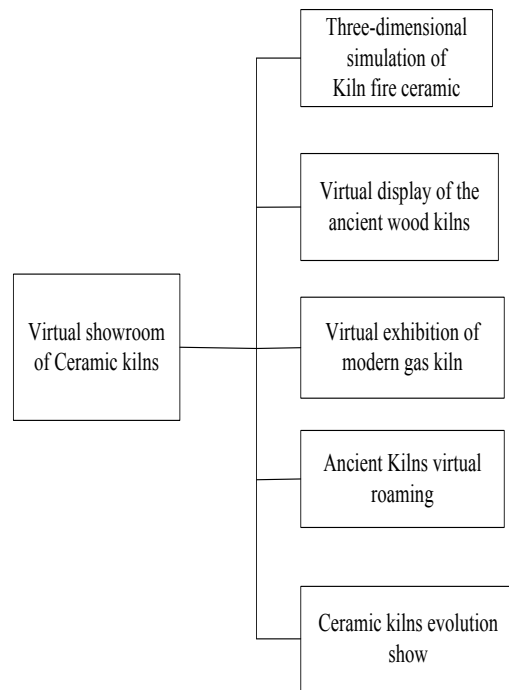 Three-dimensional
simulation of
Kiln fire ceramic
Virtual display of the
ancient wood kilns
Virtual showroom
of Ceramic kilns
Virtual exhibition of
modern gas kiln
Ancient Kilns virtual
roaming
Ceramic kilns evolution
show